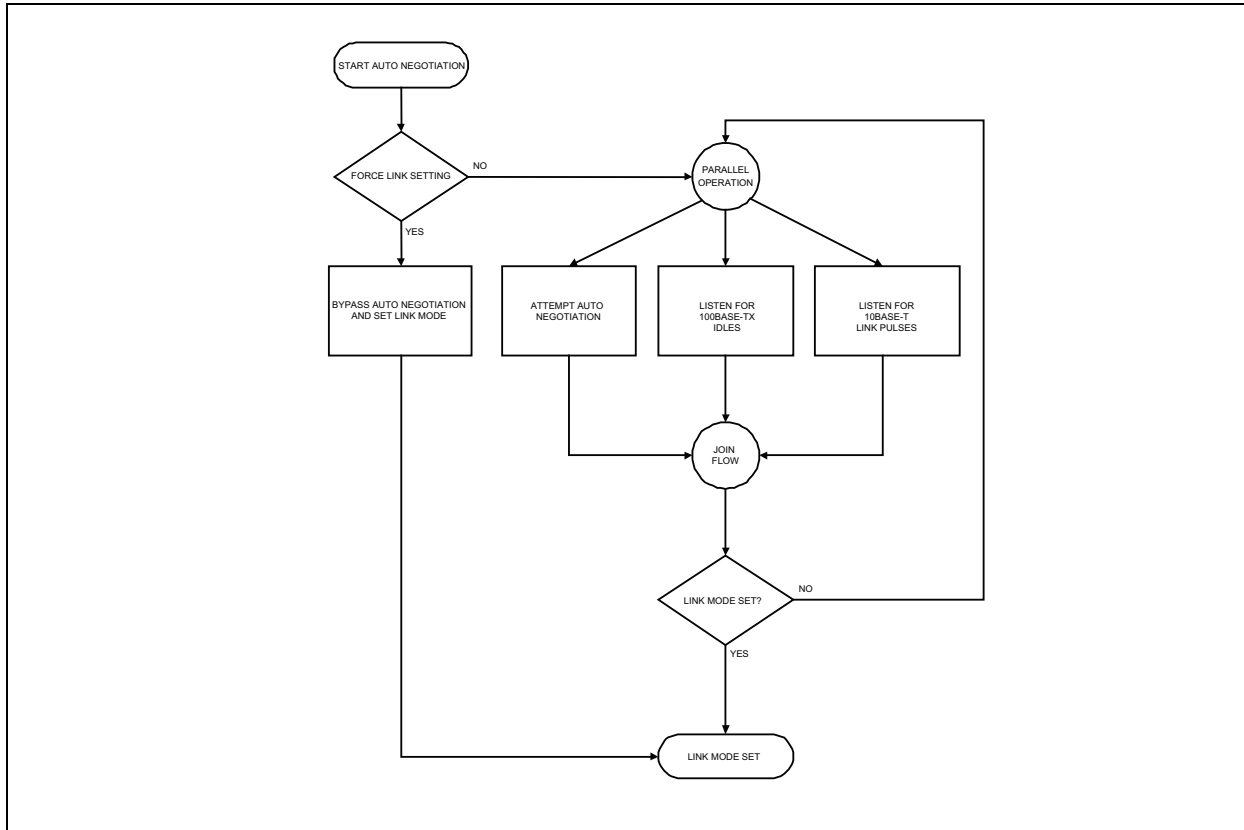 START AUTO NEGOTIATION
FORCE LINK SETTING
NO
PARALLEL
OPERATION
YES
BYPASS AUTO NEGOTIATION
AND SET LINK MODE
ATTEMPT AUTO
NEGOTIATION
LISTEN FOR
100BASE-TX
IDLES
LISTEN FOR
10BASE-T
LINK PULSES
JOIN
FLOW
LINK MODE SET?
NO
YES
LINK MODE SET